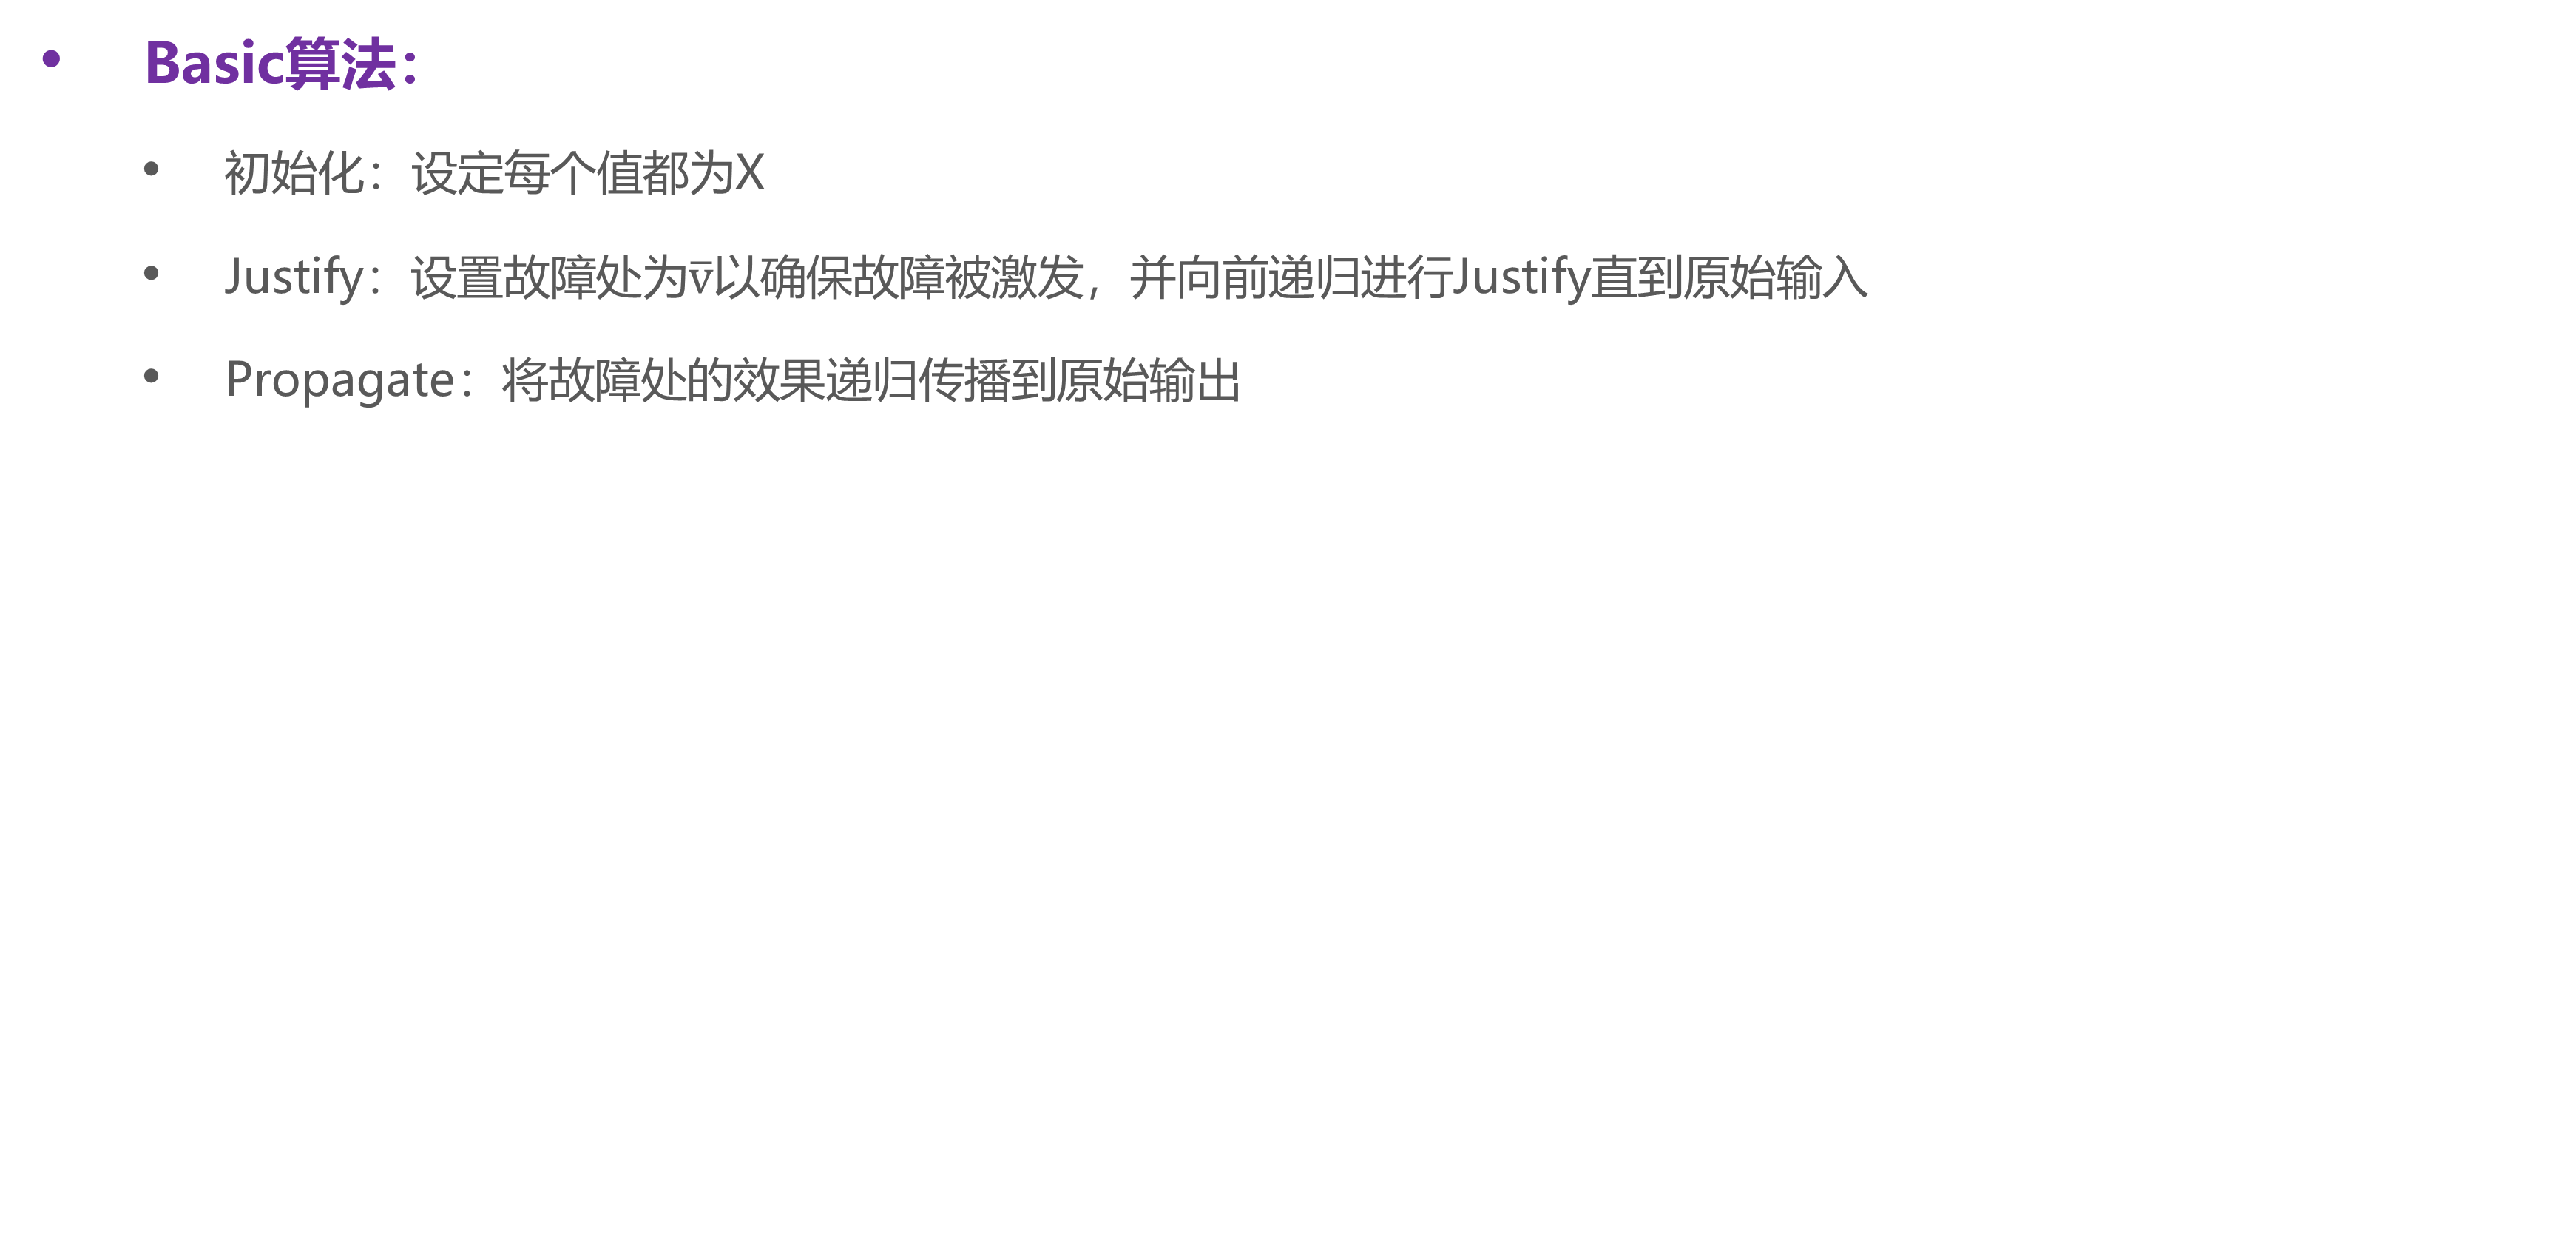 • Basic算法：
• 初始化：设定每个值都为X
• Justify：设置故障处为v̅以确保故障被激发，并向前递归进行Justify直到原始输入
• Propagate：将故障处的效果递归传播到原始输出